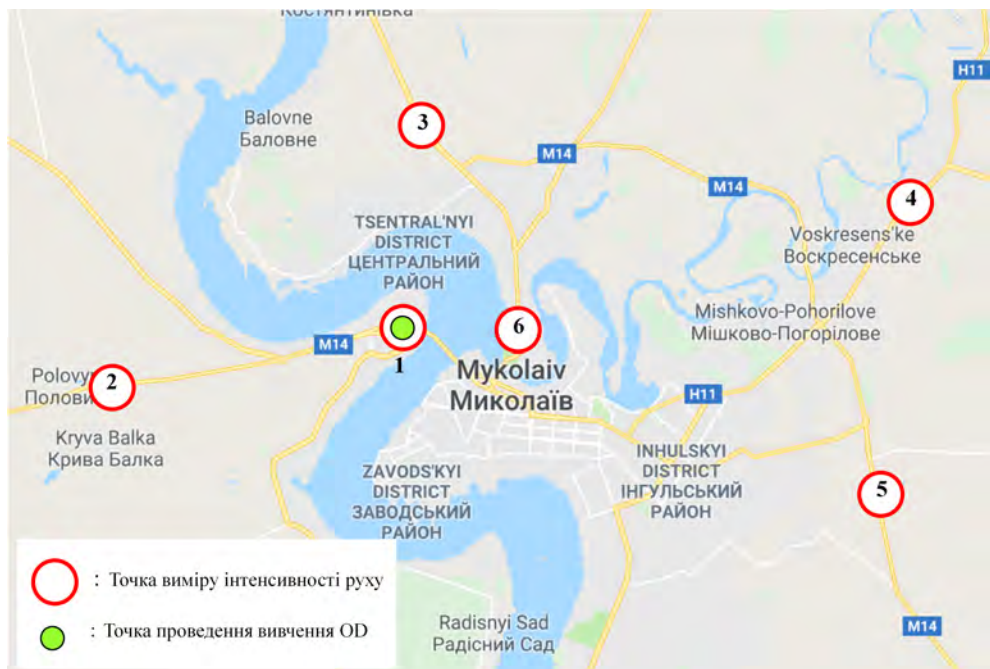 Костянтинівка
3
H11
Balovne
Баловне
M14
M14
4
TSENTRAL'NYI
DISTRICT
ЦЕНТРАЛЬНИЙ
РАЙОН
Voskresens'ke
Воскресенське
6
Mishkovo-Pohorilove
Мішково-Погорілове
M14
1
Polovyn
Полови
2
Mykolaiv
Миколаїв
H11
Kryva Balka
Крива Балка
INHULSKYI
DISTRICT
ІНГУЛЬСЬКИЙ
РАЙОН
ZAVODS'KYI
DISTRICT
ЗАВОДСЬКИЙ
РАЙОН
5
: Точка виміру інтенсивності руху
: Точка проведення вивчення OD
Radisnyi Sad
Радісний Сад
M14